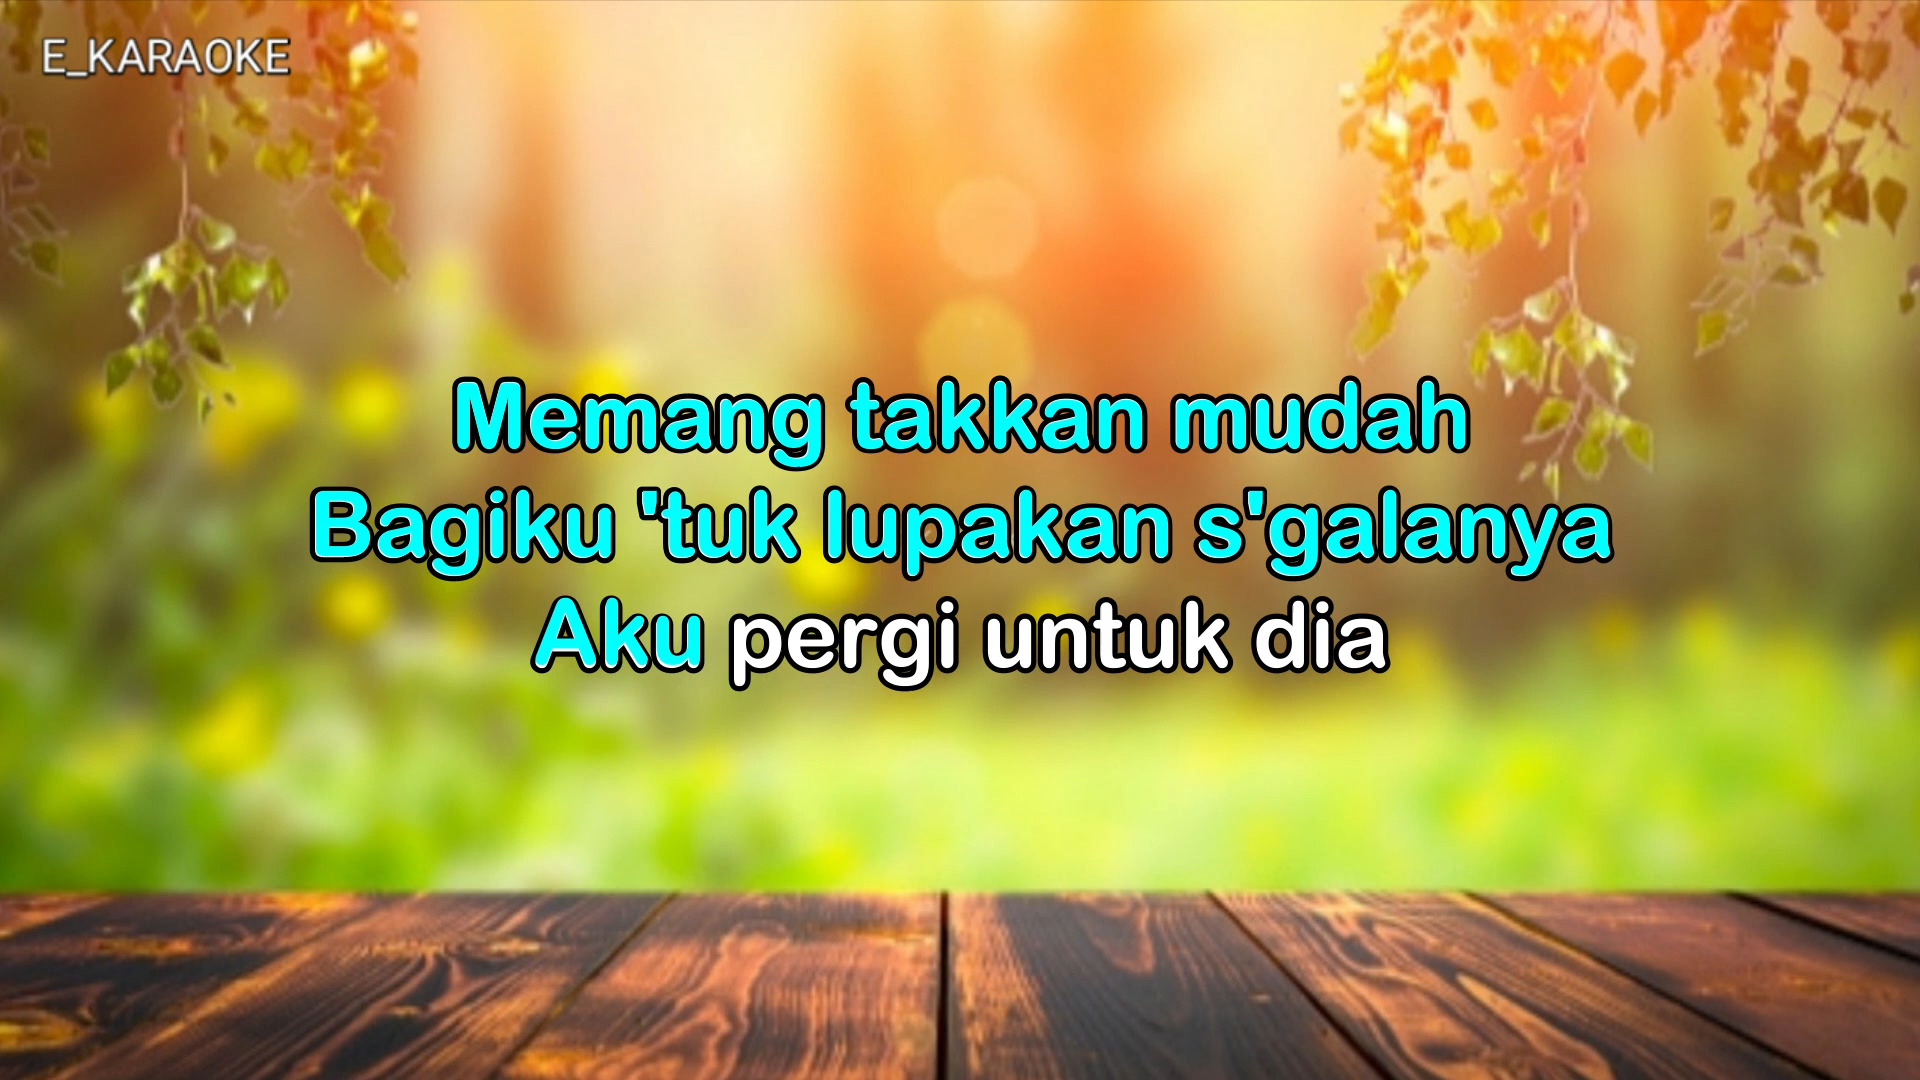 E_KARAOKE
Memang takkan mudah
Bagiku 'tuk lupakan s'galanya
Aku pergi untuk dia